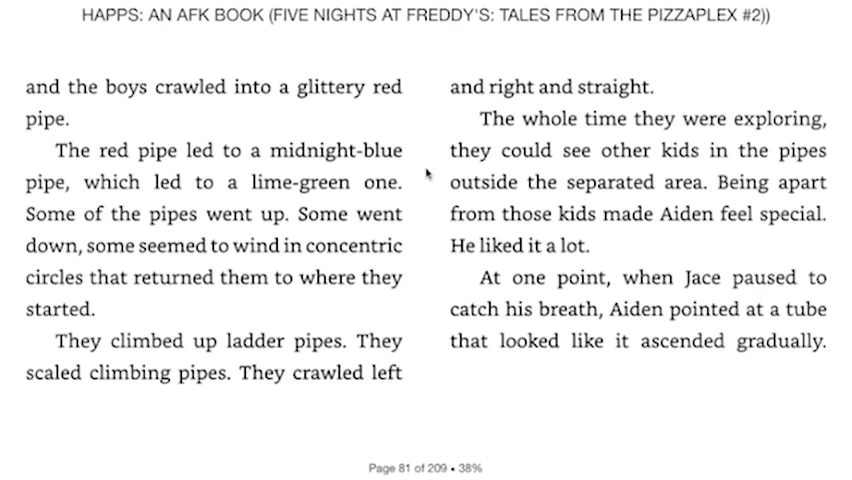 HAPPS: AN AFK BOOK (FIVE NIGHTS AT FREDDY'S: TALES FROM THE PIZZAPLEX #2))
and the boys crawled into a glittery red
pipe.
The red pipe led to a midnight-blue
pipe, which led to a lime-green one.
Some of the pipes went up. Some went
down, some seemed to wind in concentric
circles that returned them to where they
started.
They climbed up ladder pipes. They
scaled climbing pipes. They crawled left
and right and straight.
The whole time they were exploring,
they could see other kids in the pipes
outside the separated area. Being apart
from those kids made Aiden feel special.
He liked it a lot.
At one point, when Jace paused to
catch his breath, Aiden pointed at a tube
that looked like it ascended gradually.
Page 81 of 209 • 38%